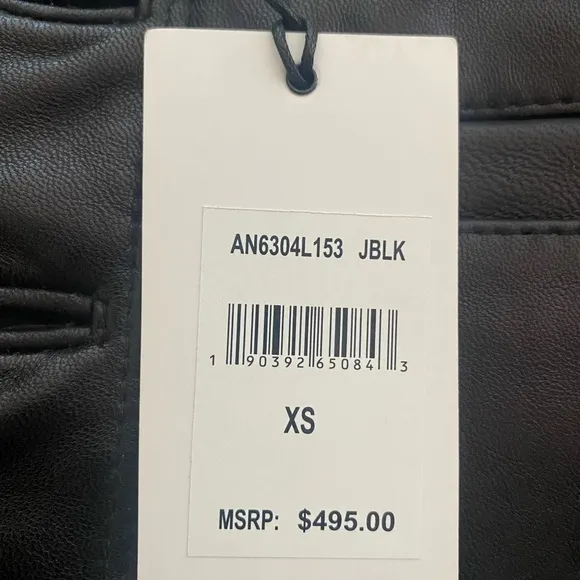 AN6304L153 JBLK
1 90392 65084 3
XS
MSRP: $495.00